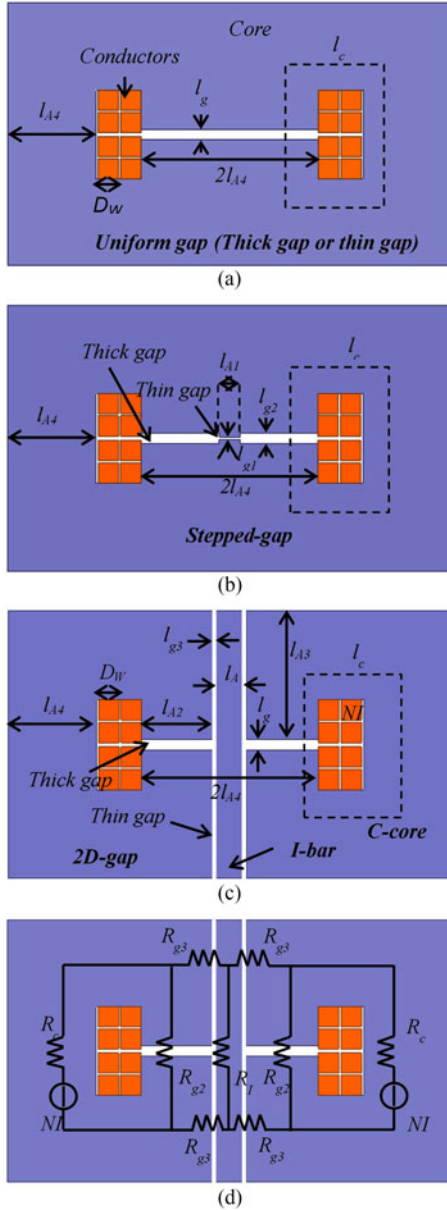 Core
Conductors
l_c
l_A4
l_g
2l_A4
D_W
Uniform gap (Thick gap or thin gap)
(a)
Thick gap
l_A1
l_c
Thin gap
l_A4
l_g2
l_g1
2l_A4
Stepped-gap
(b)
l_g3
l_A3
D_W
l_A
l_c
l_A4
l_A2
l_g
NI
Thick gap
2l_A4
Thin gap
C-core
2D-gap
I-bar
(c)
R_g3
R_g3
R_c
R_c
R_g2
R_I
R_g2
NI
NI
R_g3
R_g3
(d)